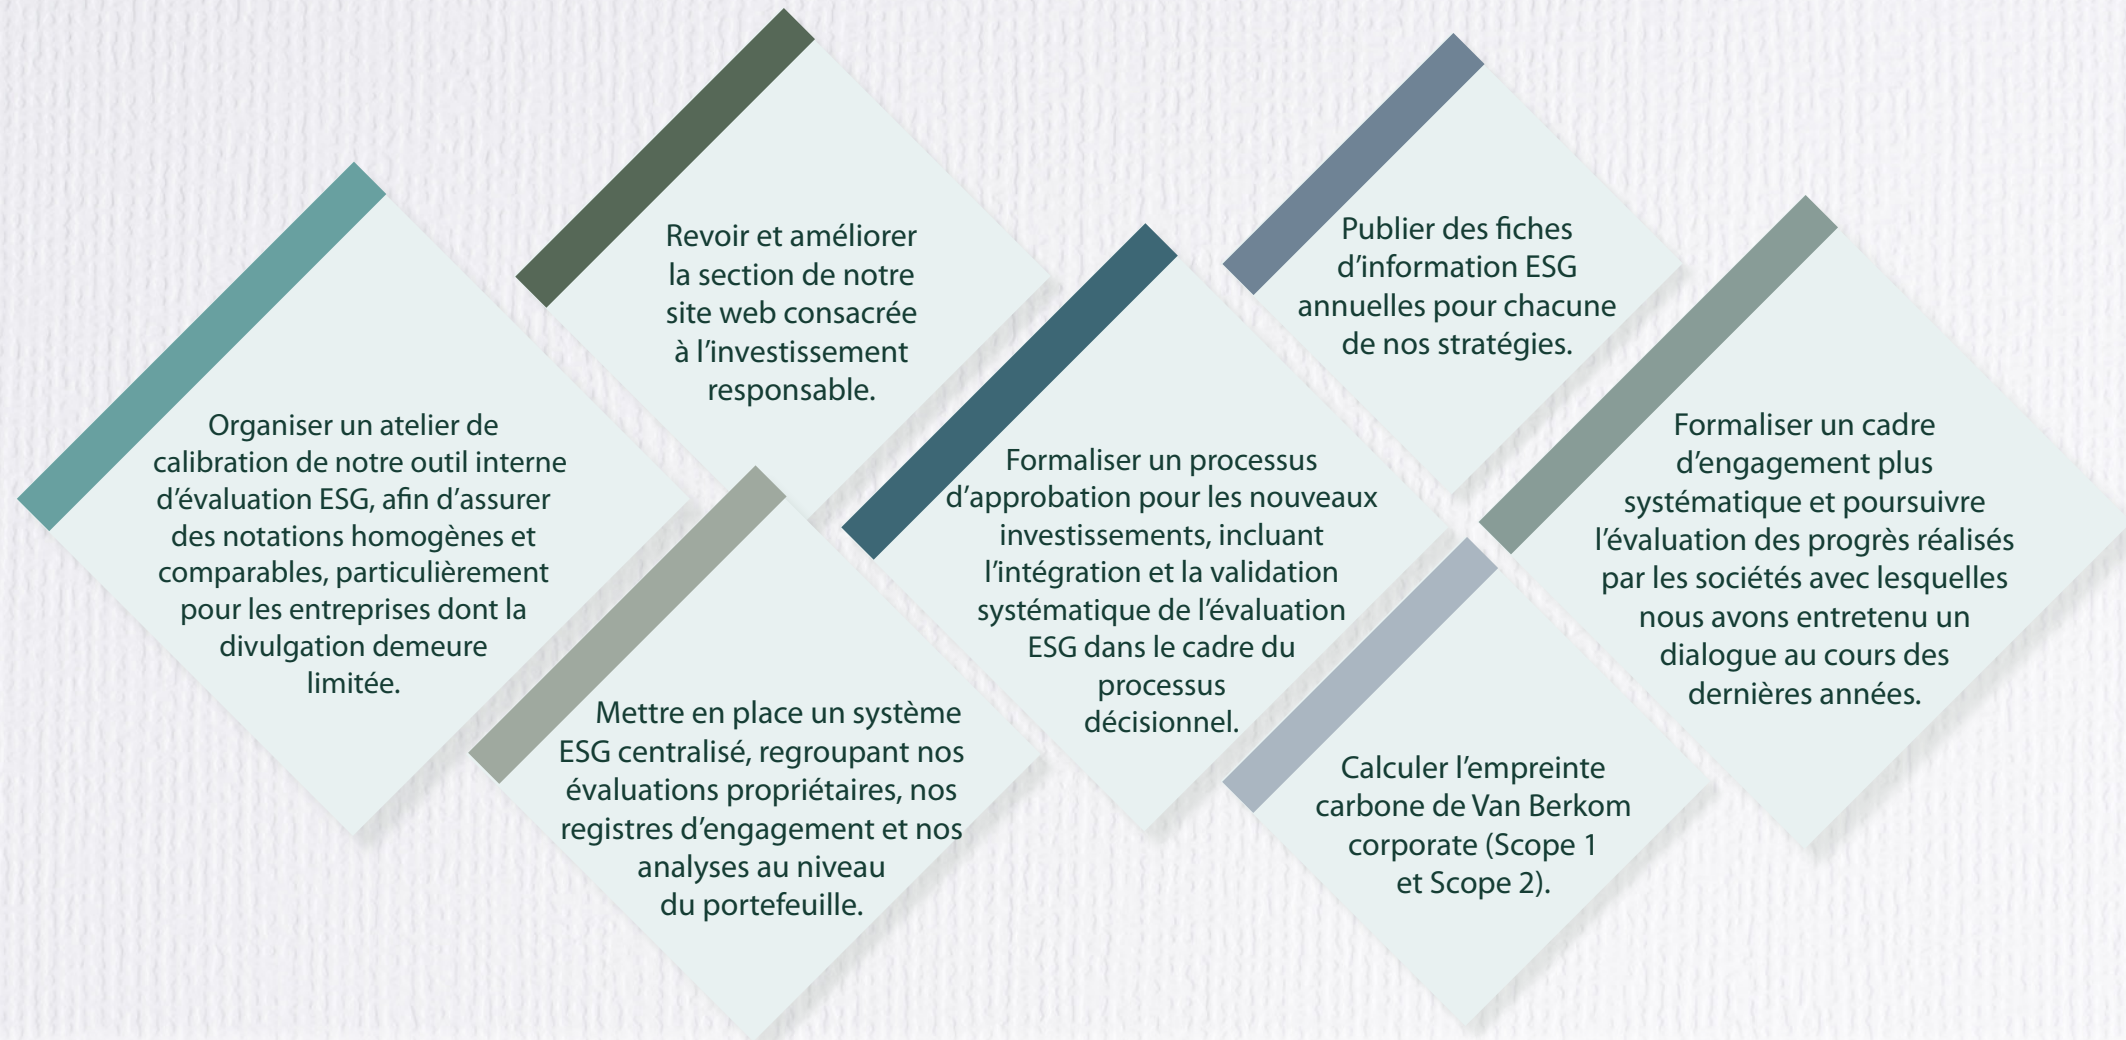 Organiser un atelier de
calibration de notre outil interne
d’évaluation ESG, afin d’assurer
des notations homogènes et
comparables, particulièrement
pour les entreprises dont la
divulgation demeure
limitée.
Revoir et améliorer
la section de notre
site web consacrée
à l’investissement
responsable.
Mettre en place un système
ESG centralisé, regroupant nos
évaluations propriétaires, nos
registres d’engagement et nos
analyses au niveau
du portefeuille.
Formaliser un processus
d’approbation pour les nouveaux
investissements, incluant
l’intégration et la validation
systématique de l’évaluation
ESG dans le cadre du
processus
décisionnel.
Publier des fiches
d’information ESG
annuelles pour chacune
de nos stratégies.
Calculer l’empreinte
carbone de Van Berkom
corporate (Scope 1
et Scope 2).
Formaliser un cadre
d’engagement plus
systématique et poursuivre
l’évaluation des progrès réalisés
par les sociétés avec lesquelles
nous avons entretenu un
dialogue au cours des
dernières années.